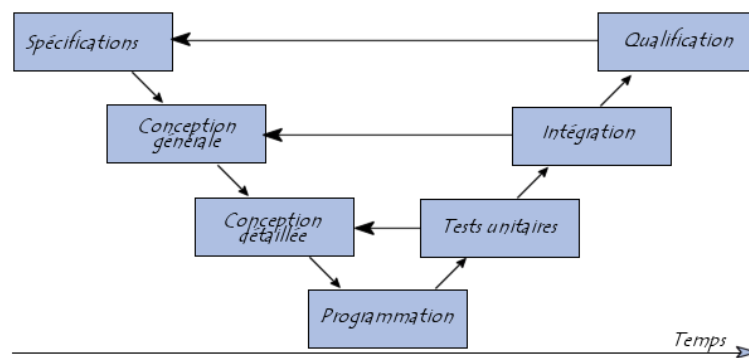 Spécifications
Qualification
Conception
générale
Intégration
Conception
détaillée
Tests unitaires
Programmation
Temps